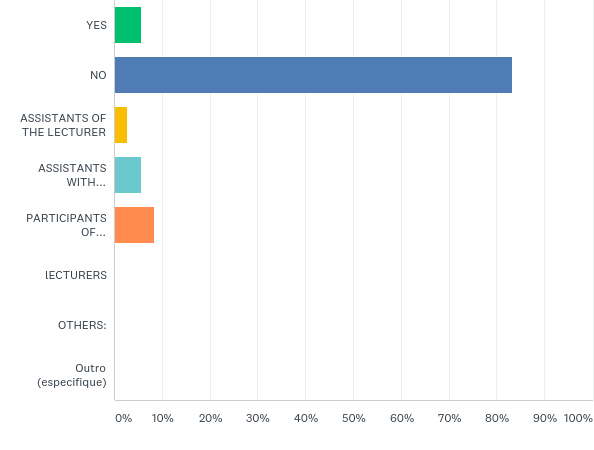 YES
NO
ASSISTANTS OF
THE LECTURER
ASSISTANTS
WITH...
PARTICIPANTS
OF...
lECTURERS
OTHERS:
Outro
(especifique)
0% 10% 20% 30% 40% 50% 60% 70% 80% 90% 100%